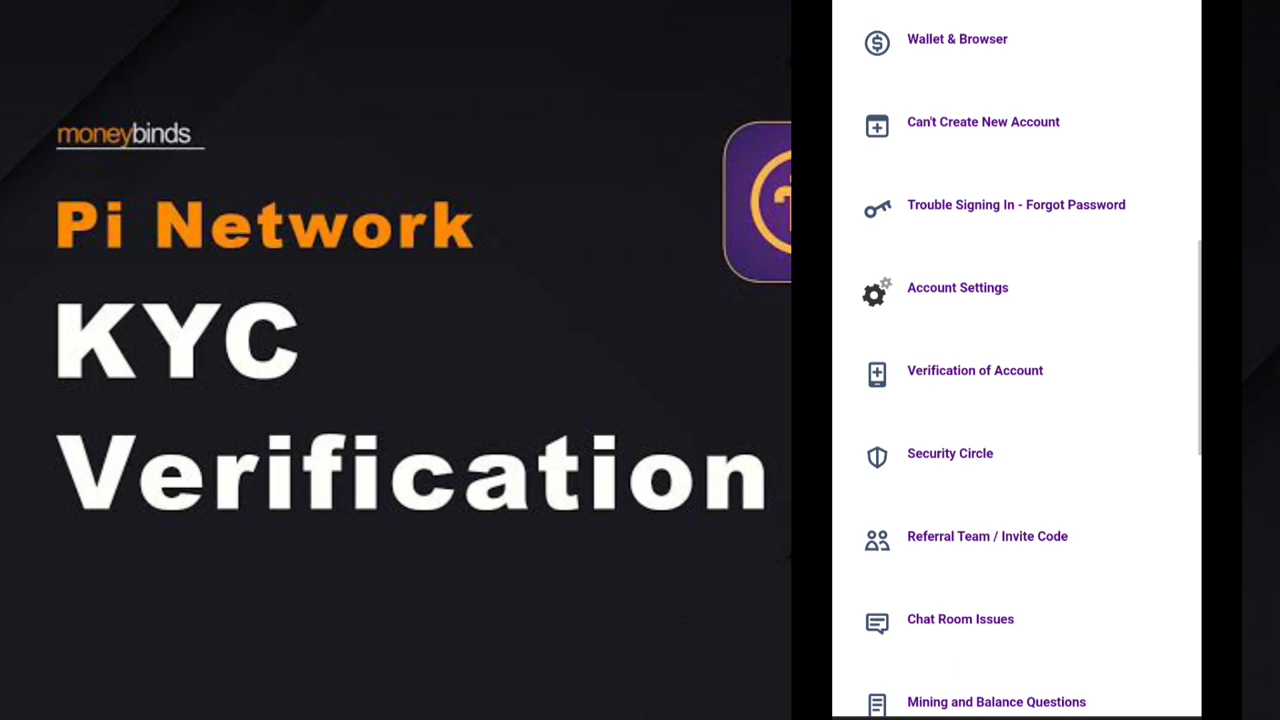 moneybinds
Pi Network
KYC
Verification
Wallet & Browser
Can't Create New Account
Trouble Signing In - Forgot Password
Account Settings
Verification of Account
Security Circle
Referral Team / Invite Code
Chat Room Issues
Mining and Balance Questions